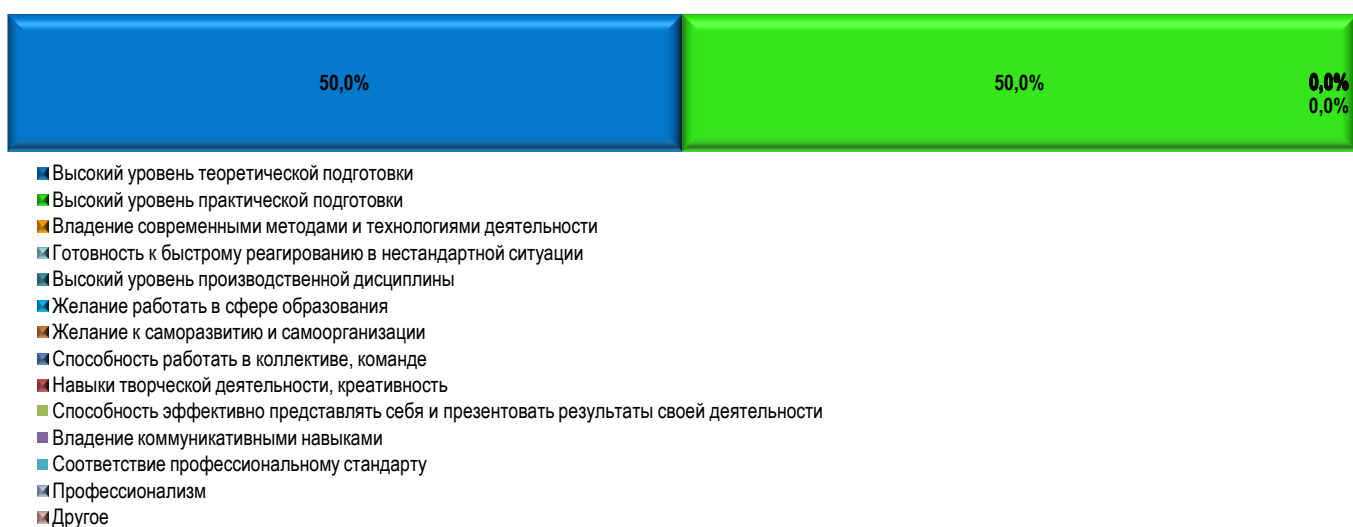 50,0% 50,0% 0,0%
0,0%
Высокий уровень теоретической подготовки
Высокий уровень практической подготовки
Владение современными методами и технологиями деятельности
Готовность к быстрому реагированию в нестандартной ситуации
Высокий уровень производственной дисциплины
Желание работать в сфере образования
Желание к саморазвитию и самоорганизации
Способность работать в коллективе, команде
Навыки творческой деятельности, креативность
Способность эффективно представлять себя и презентовать результаты своей деятельности
Владение коммуникативными навыками
Соответствие профессиональному стандарту
Профессионализм
Другое